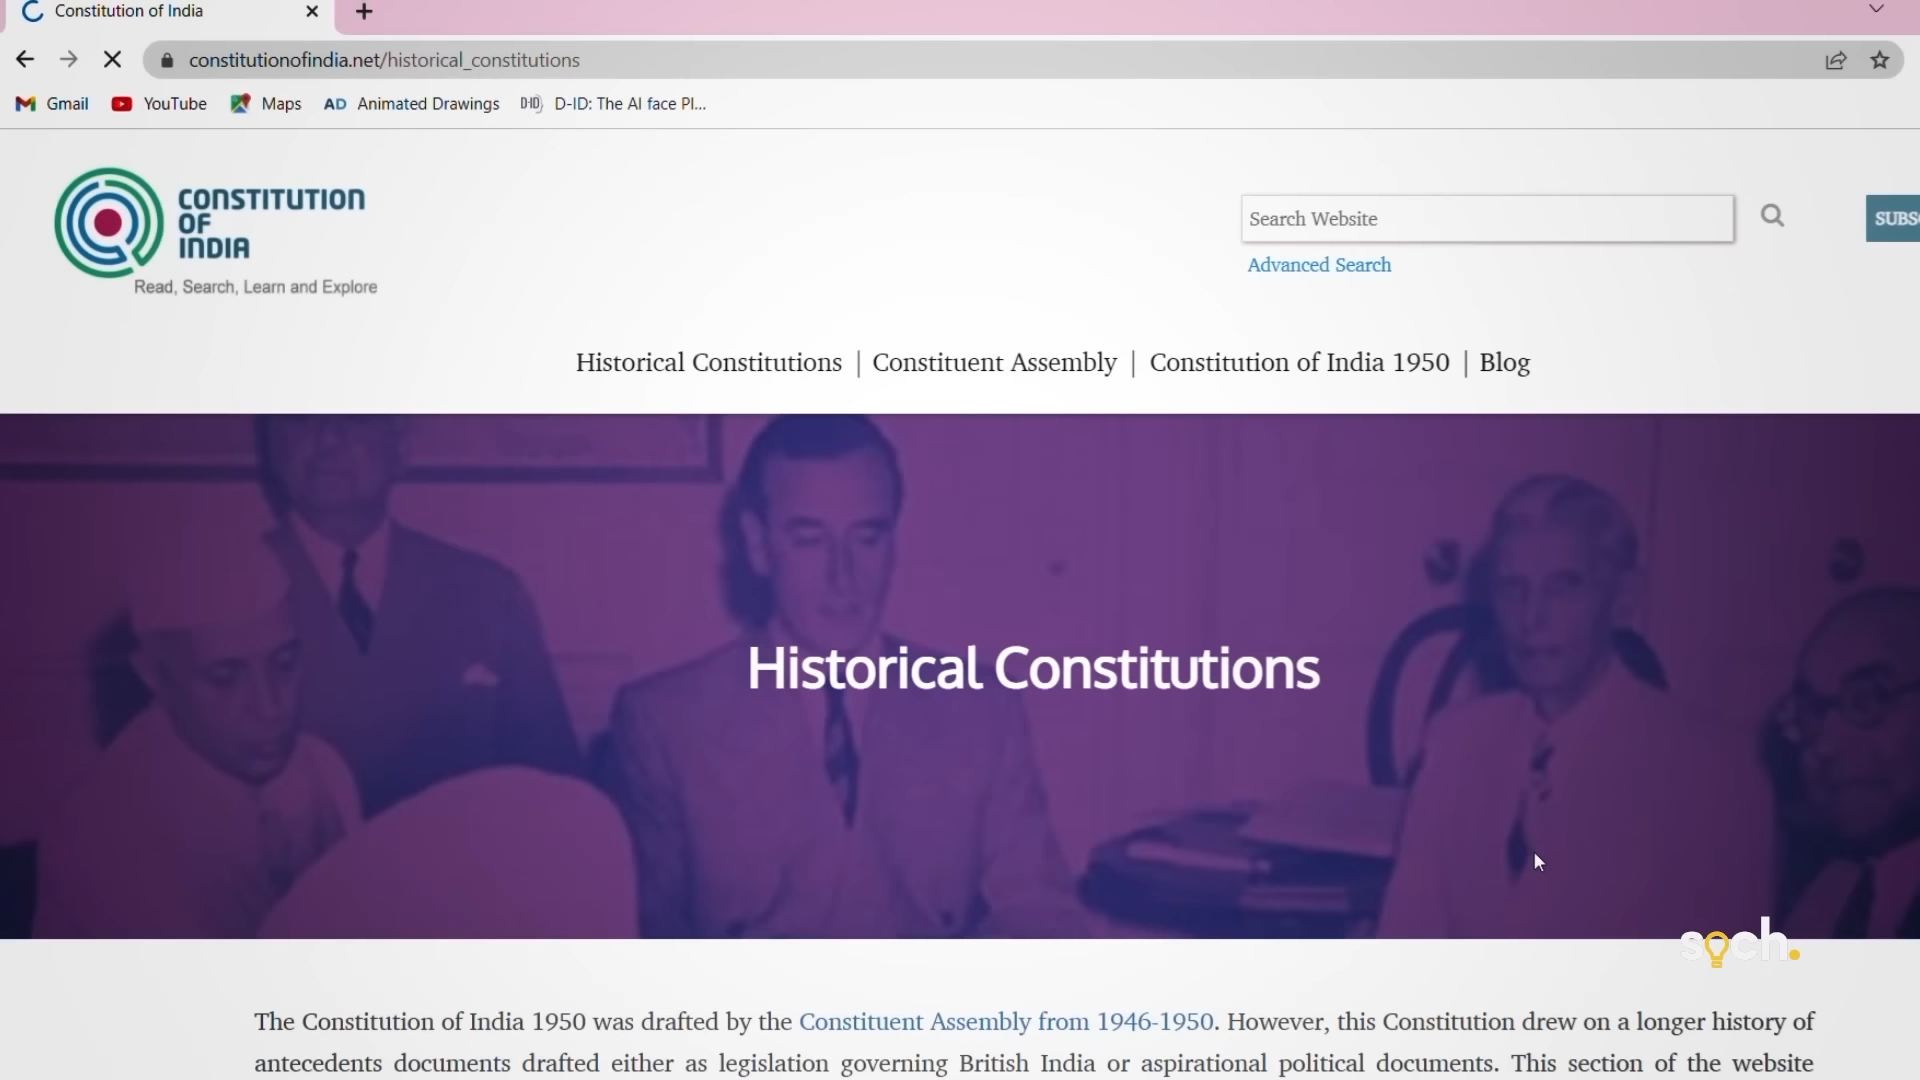 Constitution of India
constitutionofindia.net/historical_constitutions
Gmail YouTube Maps AD Animated Drawings D-ID D-ID: The AI face Pl...
CONSTITUTION
OF
INDIA
Read, Search, Learn and Explore
Search Website
SUBS
Advanced Search
Historical Constitutions | Constituent Assembly | Constitution of India 1950 | Blog
Historical Constitutions
soch.
The Constitution of India 1950 was drafted by the Constituent Assembly from 1946-1950. However, this Constitution drew on a longer history of
antecedents documents drafted either as legislation governing British India or aspirational political documents. This section of the website